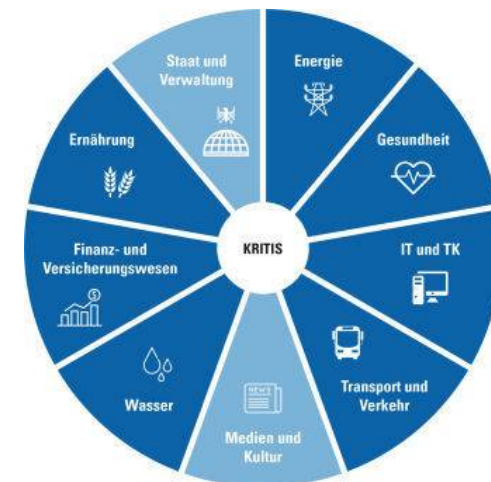 Staat und
Verwaltung
Energie
Ernährung
Gesundheit
Finanz- und
Versicherungswesen
KRITIS
IT und TK
Wasser
NEWS
Transport und
Verkehr
Medien und
Kultur